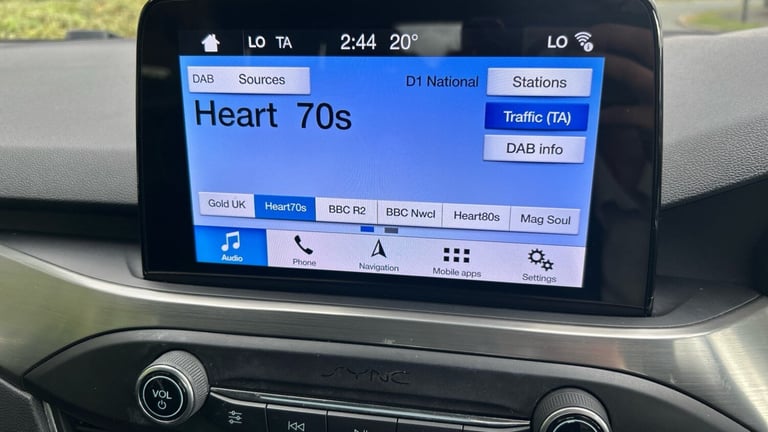 LO TA 2:44 20° LO
DAB Sources D1 National Stations
Heart 70s
Traffic (TA)
DAB info
Gold UK Heart70s BBC R2 BBC Nwcl Heart80s Mag Soul
Audio Phone Navigation Mobile apps Settings
SYNC
VOL